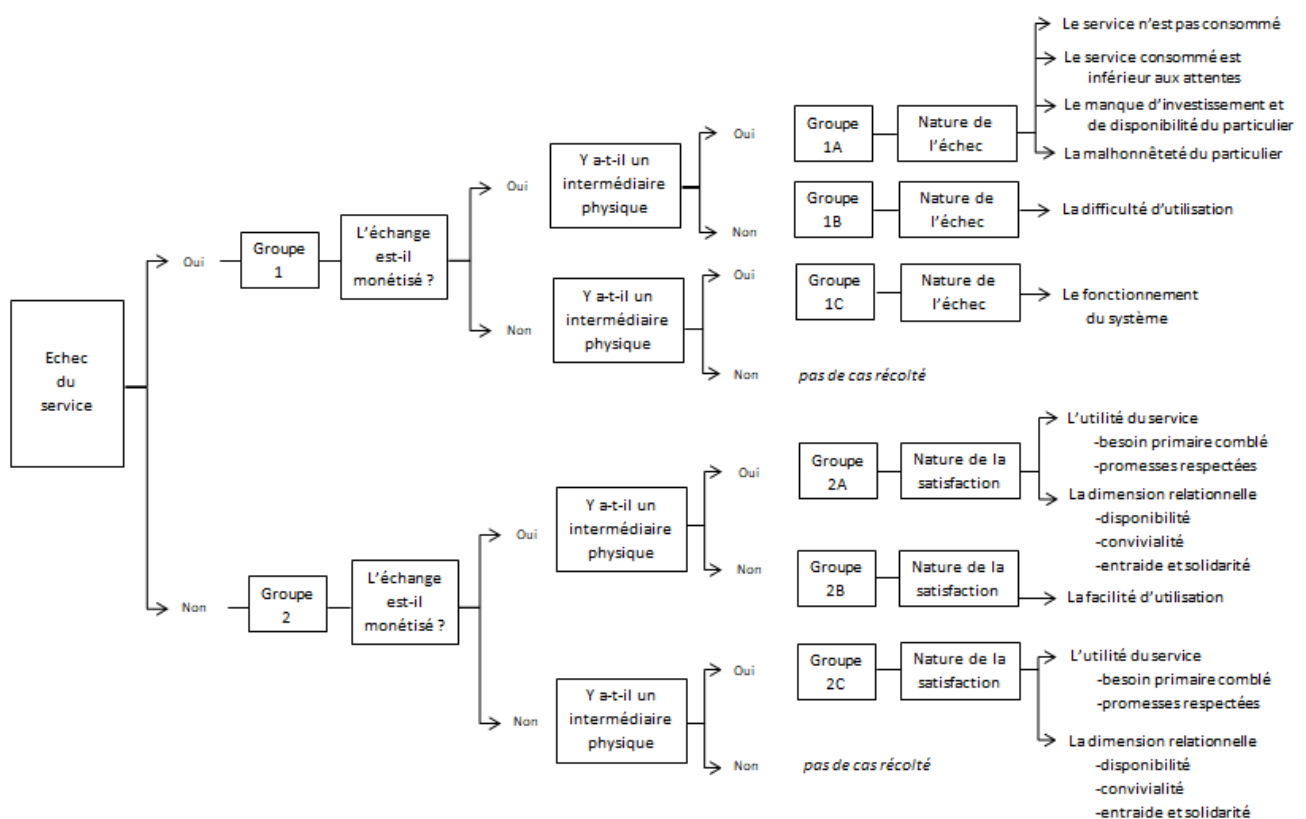 Echec
du
service
Oui
Groupe
1
L'échange
est-il
monétisé ?
Oui
Y a-t-il un
intermédiaire
physique
Oui
Groupe
1A
Nature de
l'échec
Le service n'est pas consommé
Le service consommé est
inférieur aux attentes
Le manque d'investissement et
de disponibilité du particulier
La malhonnêteté du particulier
Non
Groupe
1B
Nature de
l'échec
La difficulté d'utilisation
Non
Y a-t-il un
intermédiaire
physique
Oui
Groupe
1C
Nature de
l'échec
Le fonctionnement
du système
Non
pas de cas récolté
Non
Groupe
2
L'échange
est-il
monétisé ?
Oui
Y a-t-il un
intermédiaire
physique
Oui
Groupe
2A
Nature de la
satisfaction
L'utilité du service
-besoin primaire comblé
-promesses respectées
La dimension relationnelle
-disponibilité
-convivialité
-entraide et solidarité
Non
Groupe
2B
Nature de la
satisfaction
La facilité d'utilisation
Non
Y a-t-il un
intermédiaire
physique
Oui
Groupe
2C
Nature de la
satisfaction
L'utilité du service
-besoin primaire comblé
-promesses respectées
La dimension relationnelle
-disponibilité
-convivialité
-entraide et solidarité
Non
pas de cas récolté